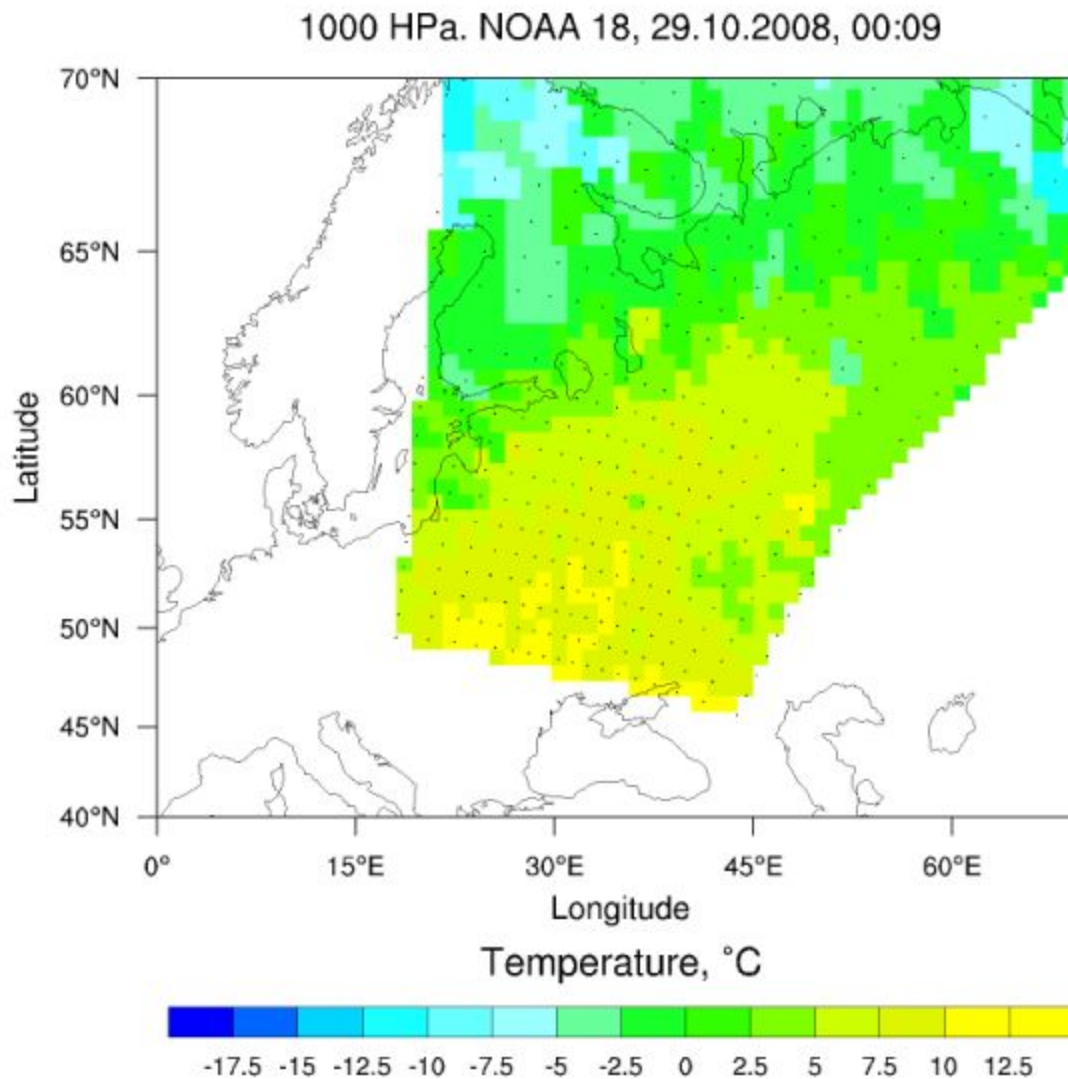 1000 HPa. NOAA 18, 29.10.2008, 00:09
70°N
65°N
60°N
55°N
50°N
45°N
40°N
Latitude
0° 15°E 30°E 45°E 60°E
Longitude
Temperature, °C
-17.5 -15 -12.5 -10 -7.5 -5 -2.5 0 2.5 5 7.5 10 12.5